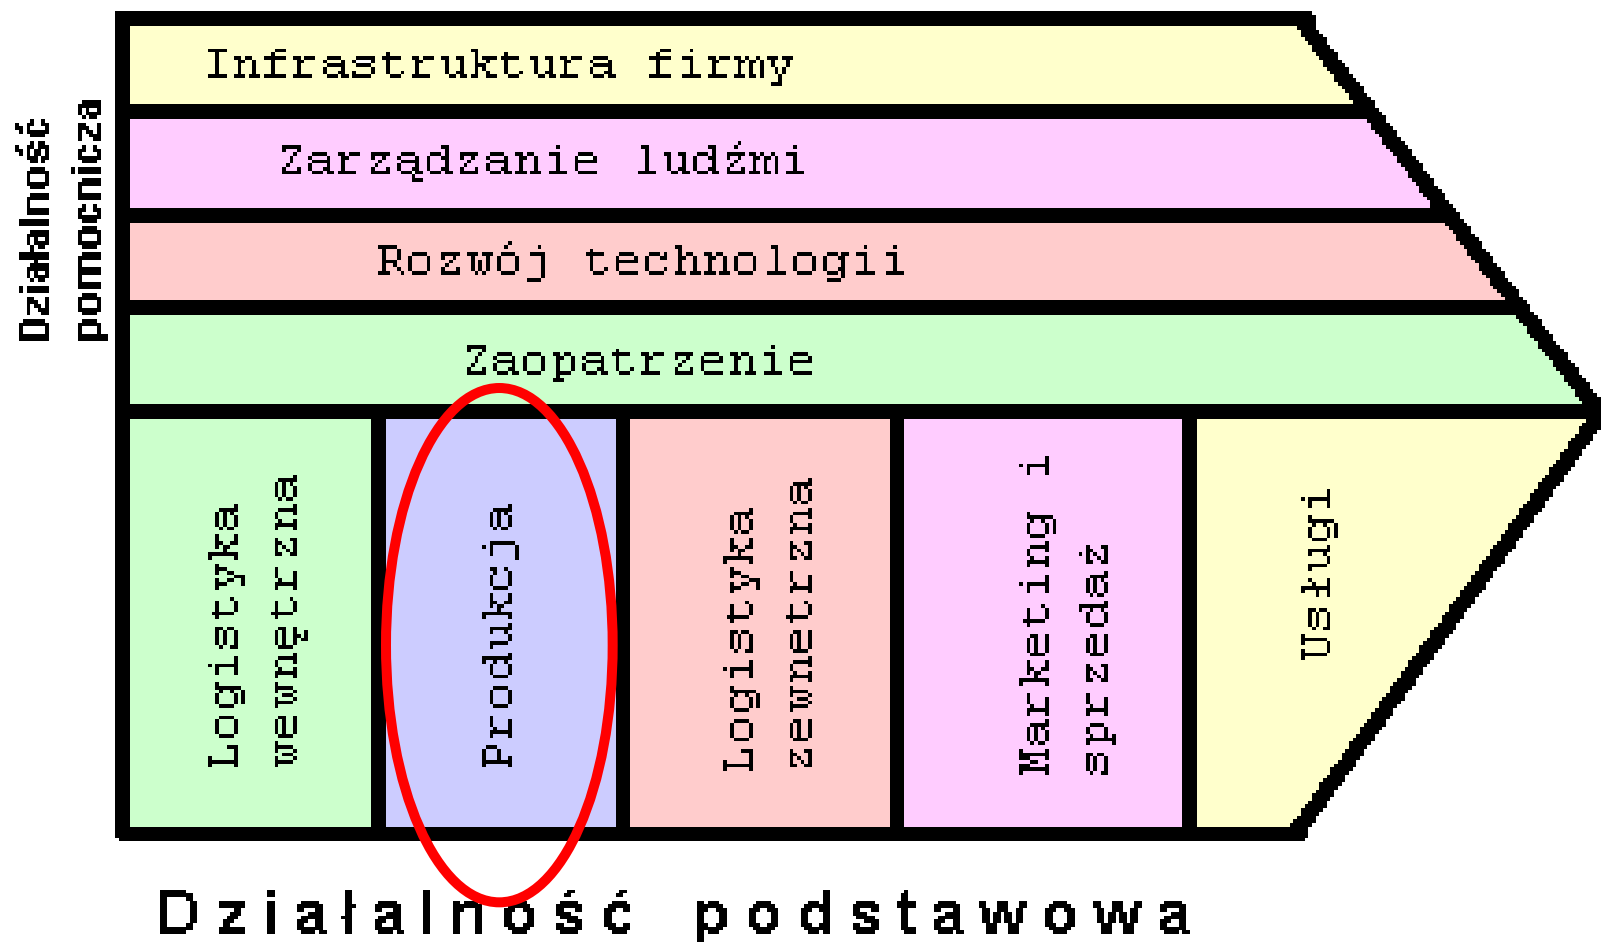 Infrastruktura firmy
Zarządzanie ludźmi
Rozwój technologii
Zaopatrzenie
Działalność
pomocnicza
Logistyka
wewnętrzna
Produkcja
Logistyka
zewnetrzna
Marketing i
sprzedaż
Usługi
Działalność podstawowa